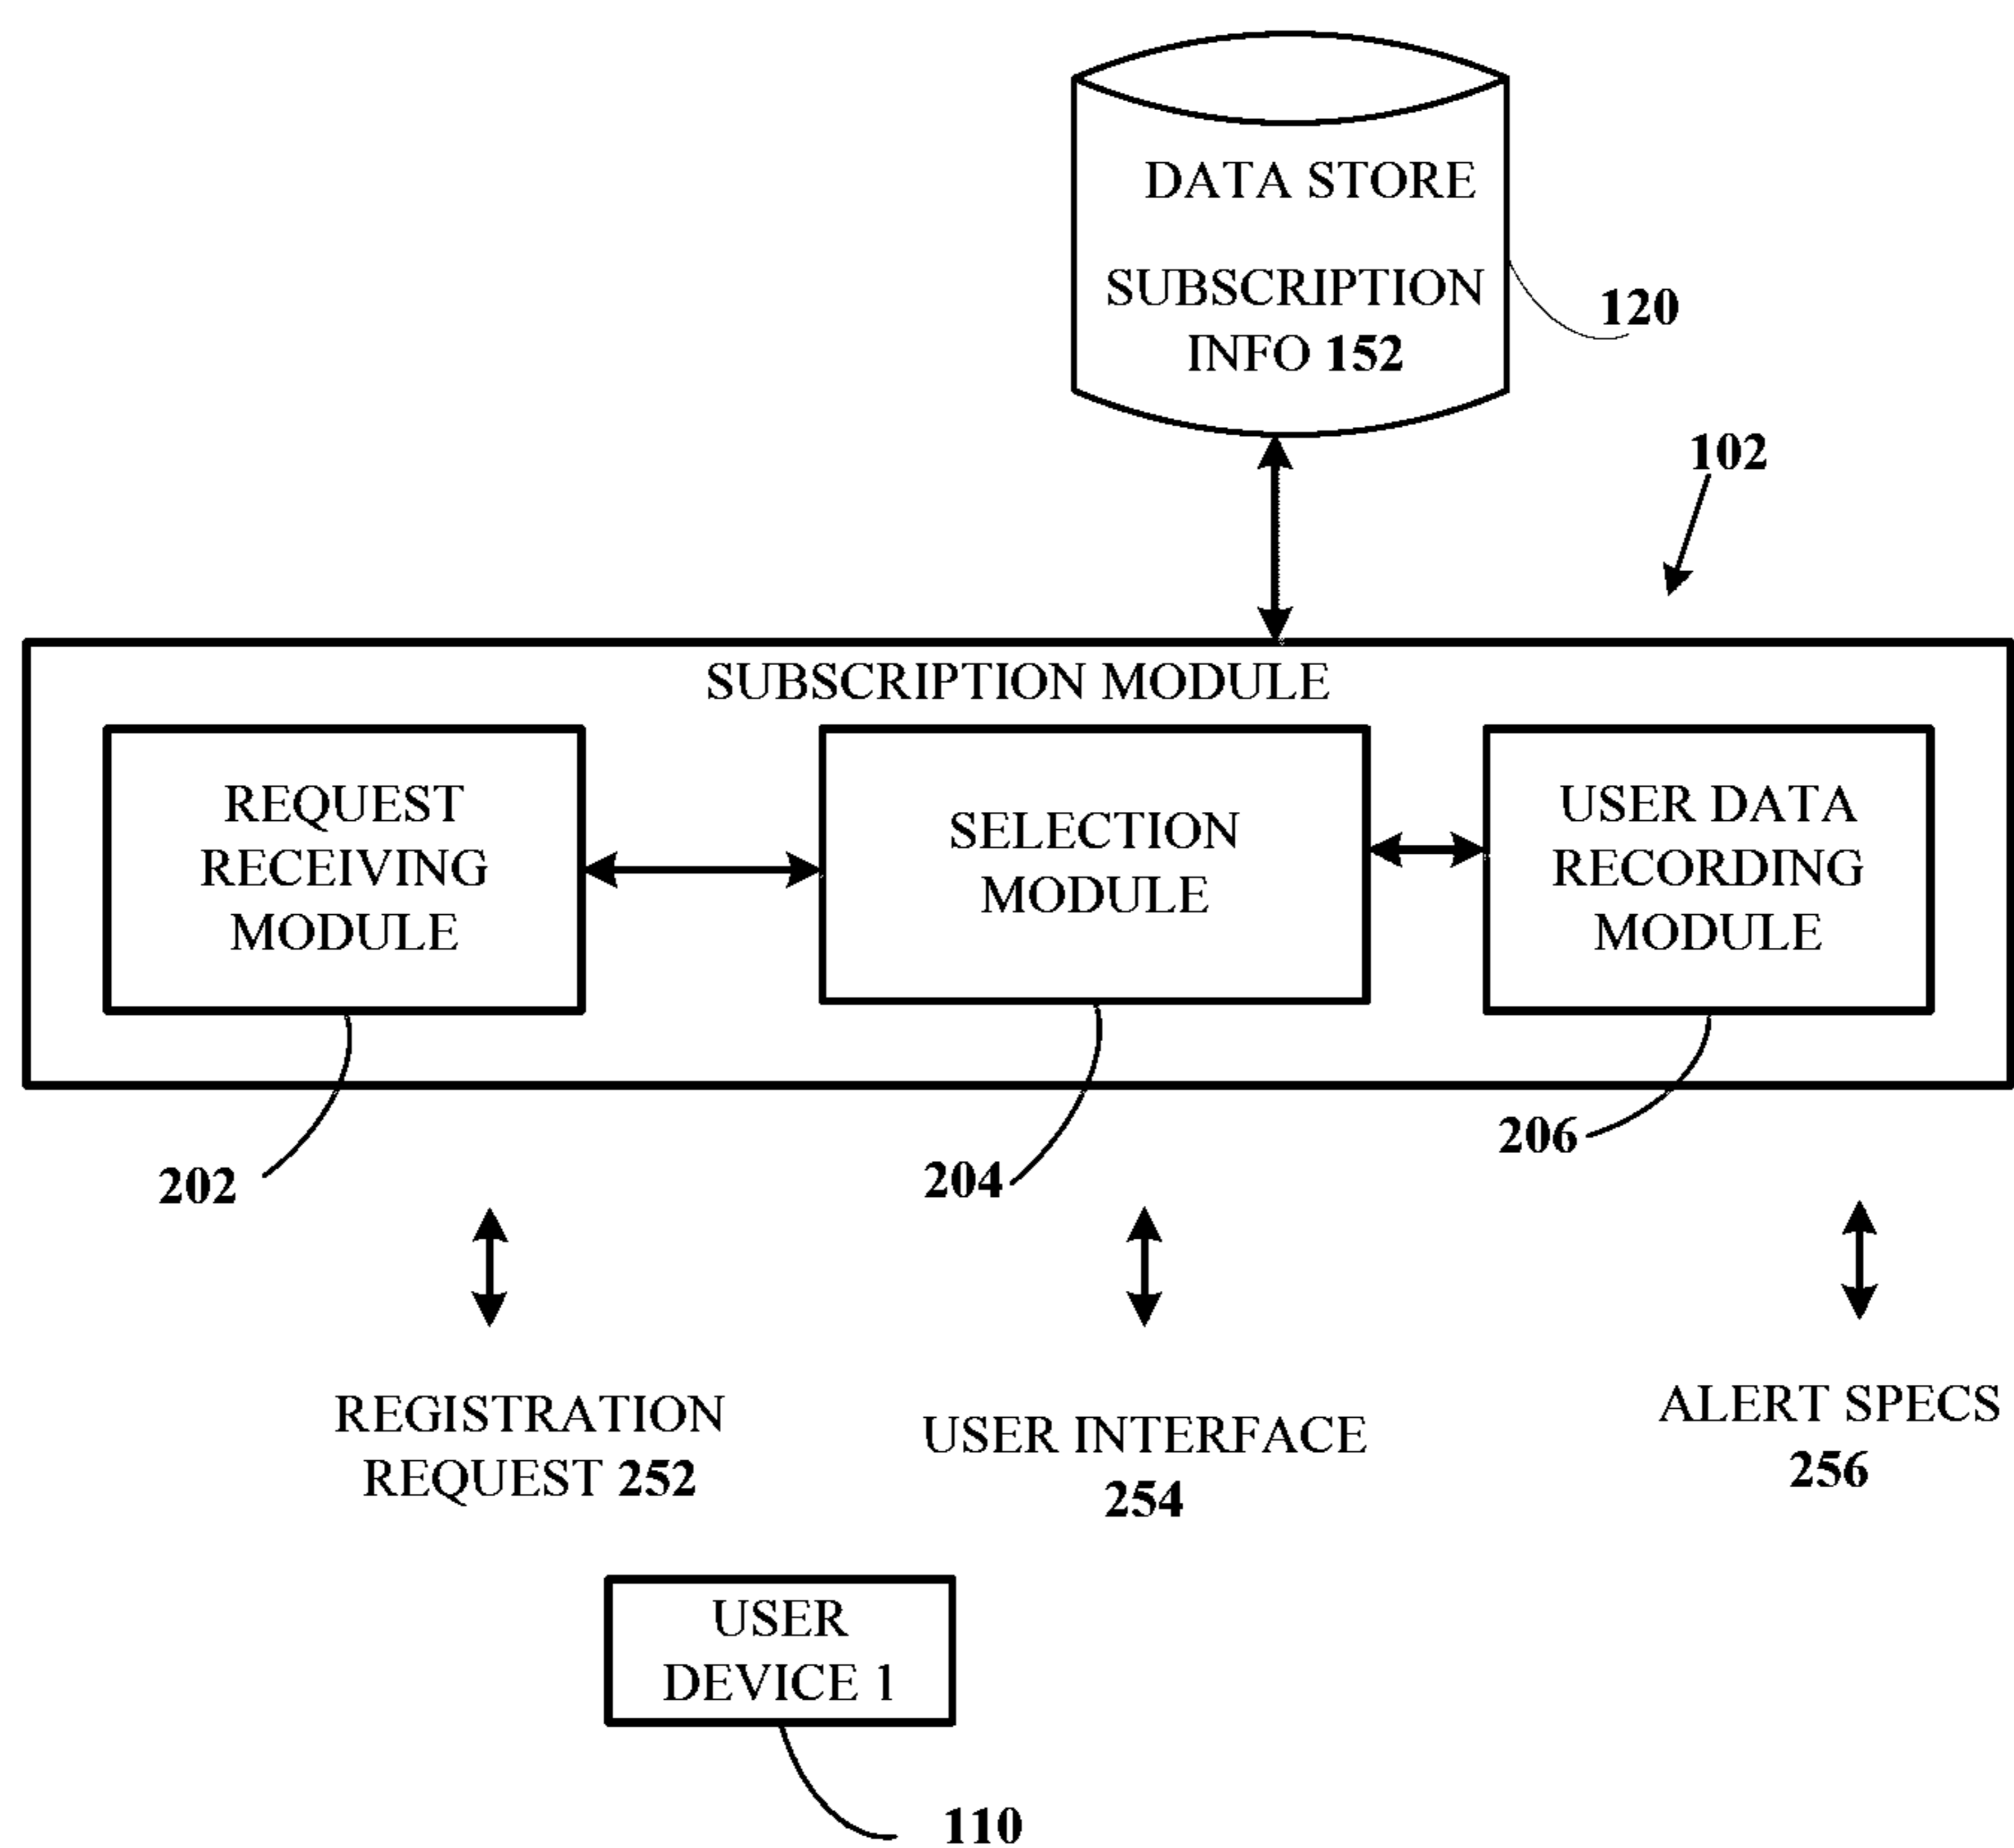 DATA STORE
SUBSCRIPTION
INFO 152
120
102
SUBSCRIPTION MODULE
REQUEST
RECEIVING
MODULE
SELECTION
MODULE
USER DATA
RECORDING
MODULE
202
204
206
REGISTRATION
REQUEST 252
USER INTERFACE
254
ALERT SPECS
256
USER
DEVICE 1
110